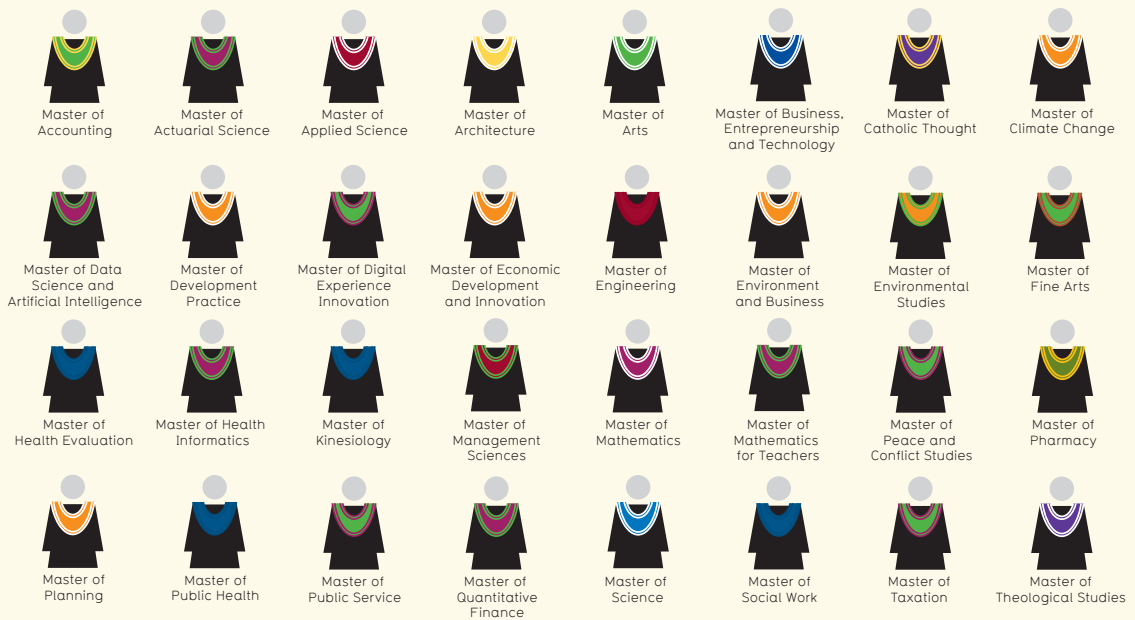 Master of
Accounting
Master of
Actuarial Science
Master of
Applied Science
Master of
Architecture
Master of
Arts
Master of Business,
Entrepreneurship
and Technology
Master of
Catholic Thought
Master of
Climate Change
Master of Data
Science and
Artificial Intelligence
Master of
Development
Practice
Master of Digital
Experience
Innovation
Master of Economic
Development
and Innovation
Master of
Engineering
Master of
Environment
and Business
Master of
Environmental
Studies
Master of
Fine Arts
Master of
Health Evaluation
Master of Health
Informatics
Master of
Kinesiology
Master of
Management
Sciences
Master of
Mathematics
Master of
Mathematics
for Teachers
Master of
Peace and
Conflict Studies
Master of
Pharmacy
Master of
Planning
Master of
Public Health
Master of
Public Service
Master of
Quantitative
Finance
Master of
Science
Master of
Social Work
Master of
Taxation
Master of
Theological Studies